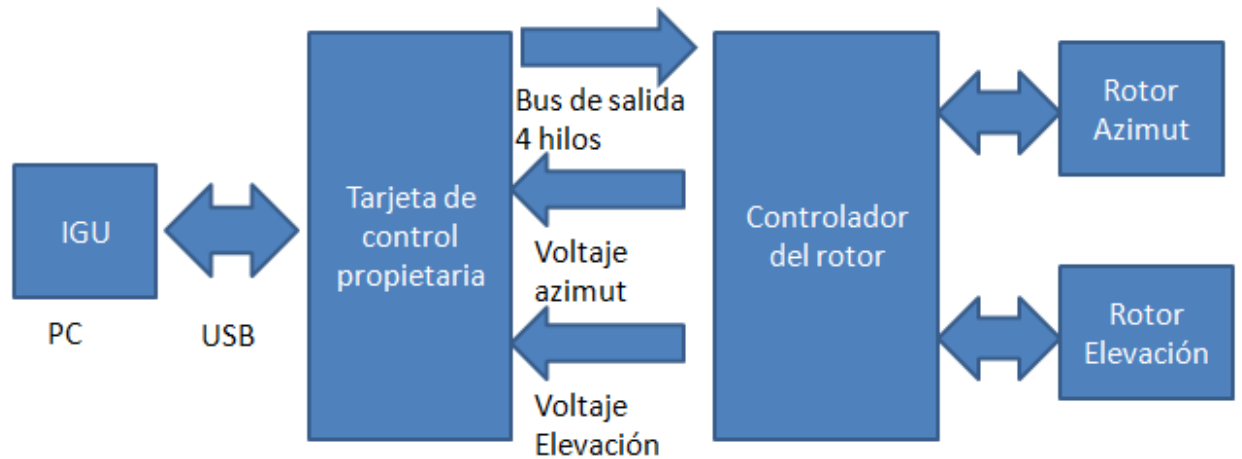 IGU
PC
USB
Tarjeta de
control
propietaria
Bus de salida
4 hilos
Voltaje
azimut
Voltaje
Elevación
Controlador
del rotor
Rotor
Azimut
Rotor
Elevación